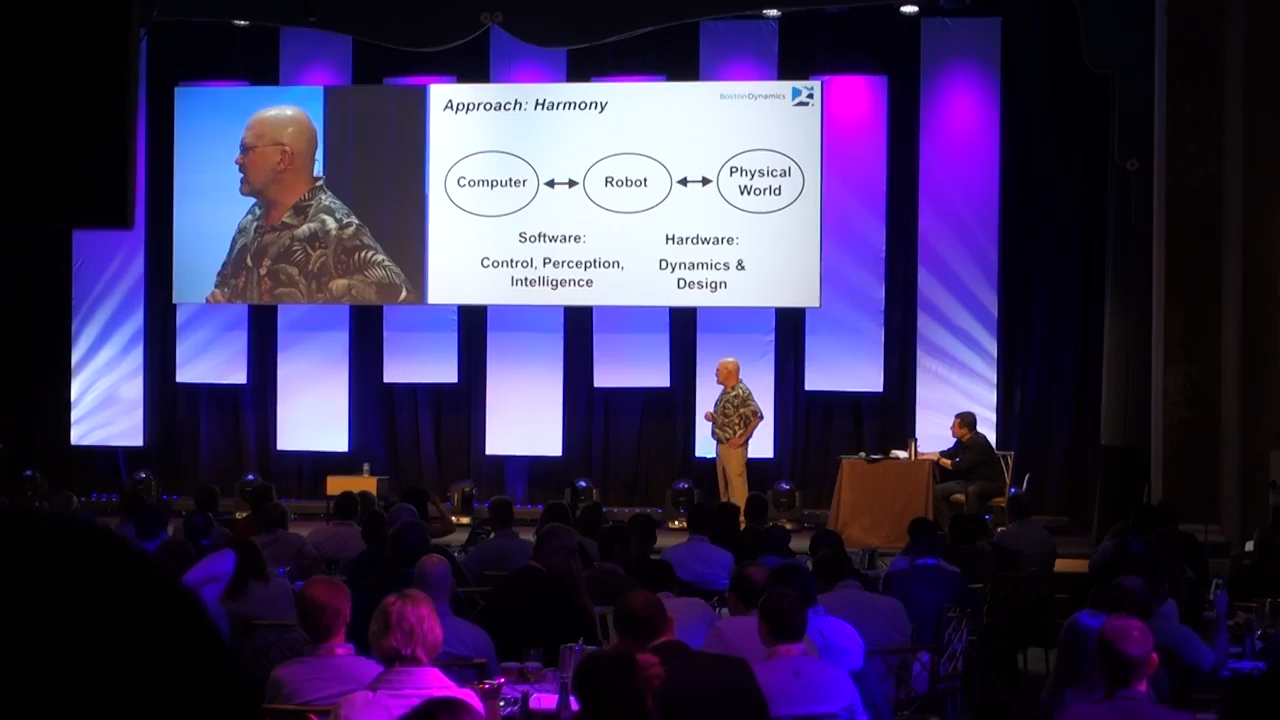 Approach: Harmony
BostonDynamics
Computer
Robot
Physical
World
Software:
Control, Perception,
Intelligence
Hardware:
Dynamics &
Design